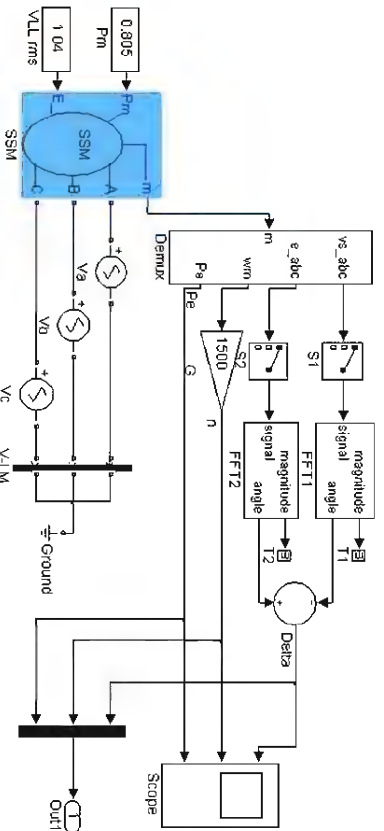 0.805
Pm
1.04
VLL rms
Pm
E
SSM
m
A
B
C
SSM
Va
Vb
Vc
V-I M
Ground
vs_abc
e_abc
wm
Pe
m
Demux
S1
S2
magnitude
signal
angle
FFT1
magnitude
signal
angle
FFT2
T1
T2
Delta
1500
G
n
Pe
Scope
1
Out1